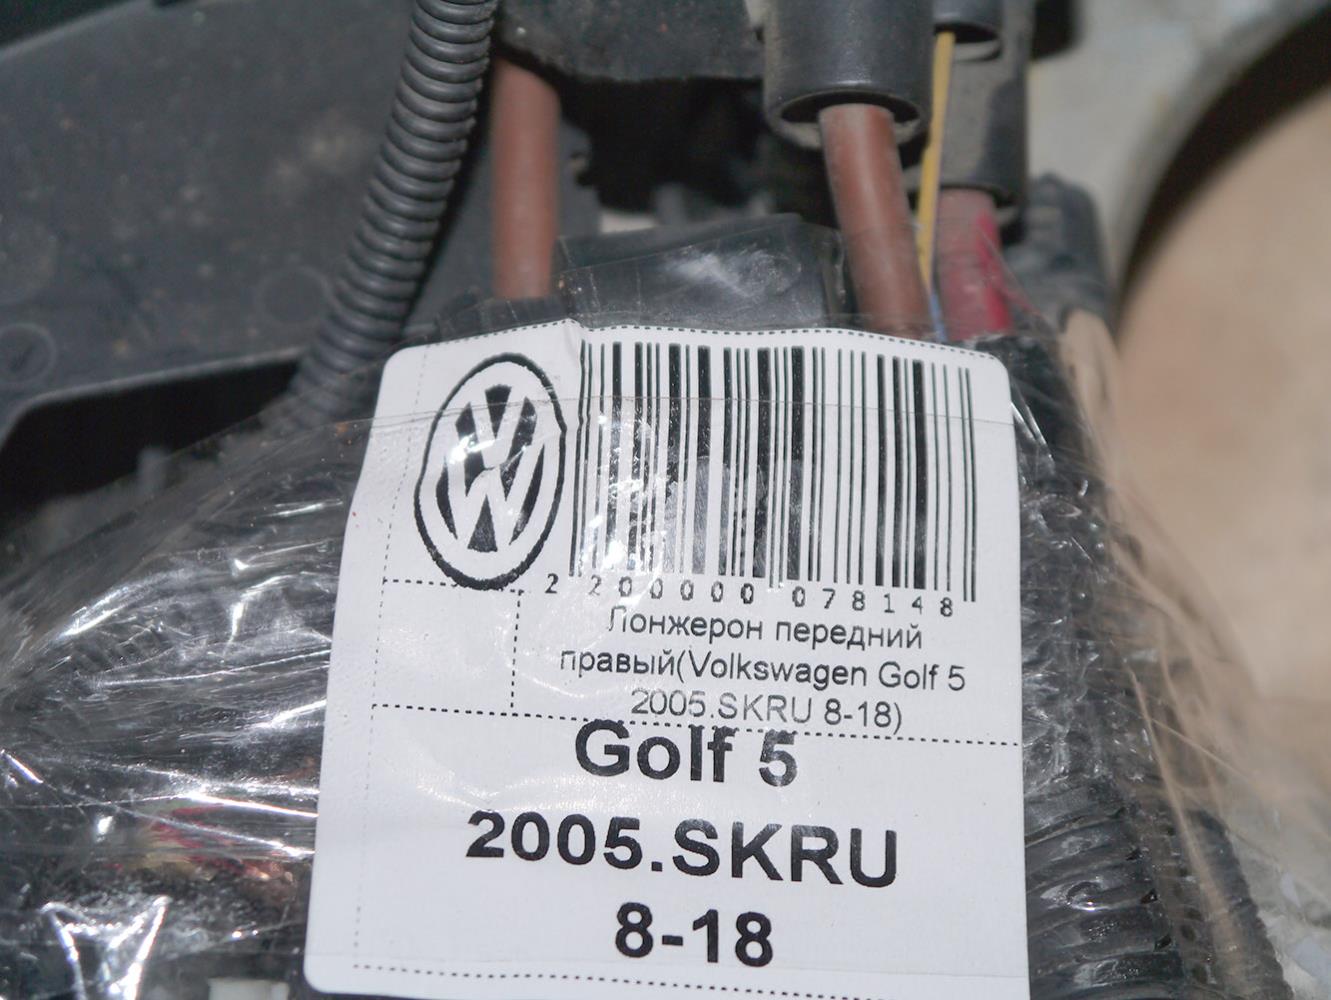 2 200000 078148
Лонжерон передний
правый(Volkswagen Golf 5
2005.SKRU 8-18)
Golf 5
2005.SKRU
8-18